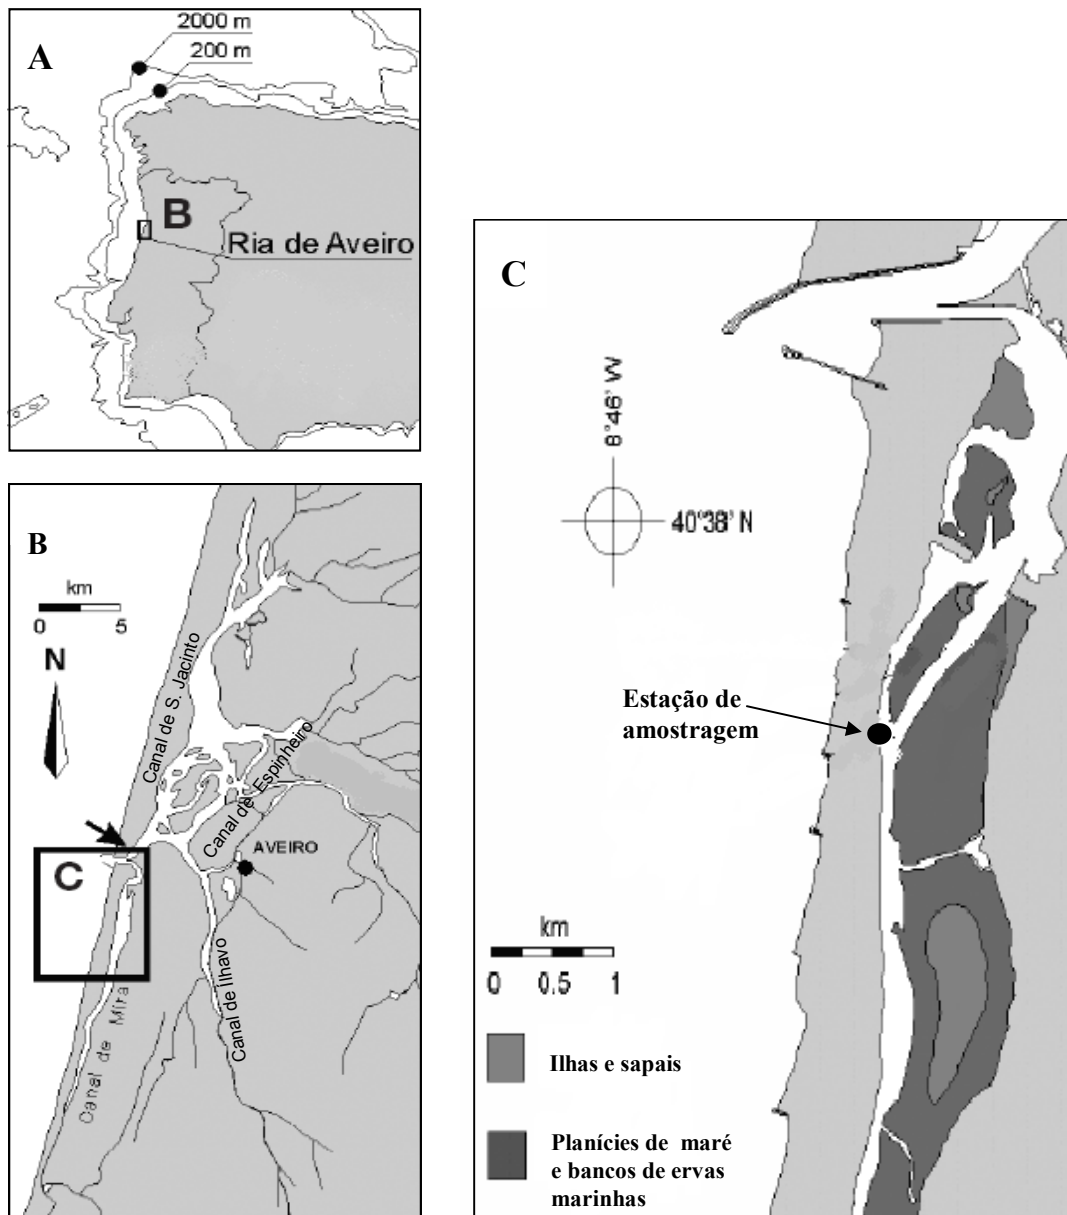 A
2000 m
200 m
B
Ria de Aveiro
B
km
0 5
N
Canal de S. Jacinto
Canal de Espinheiro
AVEIRO
C
Canal de Ílhavo
Canal de Mira
C
8°46' W
40°38' N
Estação de
amostragem
km
0 0.5 1
Ilhas e sapais
Planícies de maré
e bancos de ervas
marinhas